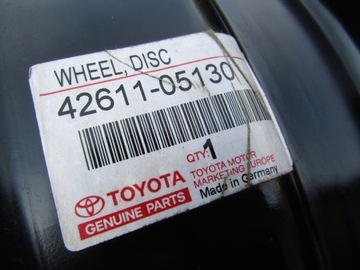 WHEEL, DISC
42611-05130
QTY: 1
TOYOTA
GENUINE PARTS
TOYOTA MOTOR
MARKETING EUROPE
Made in Germany